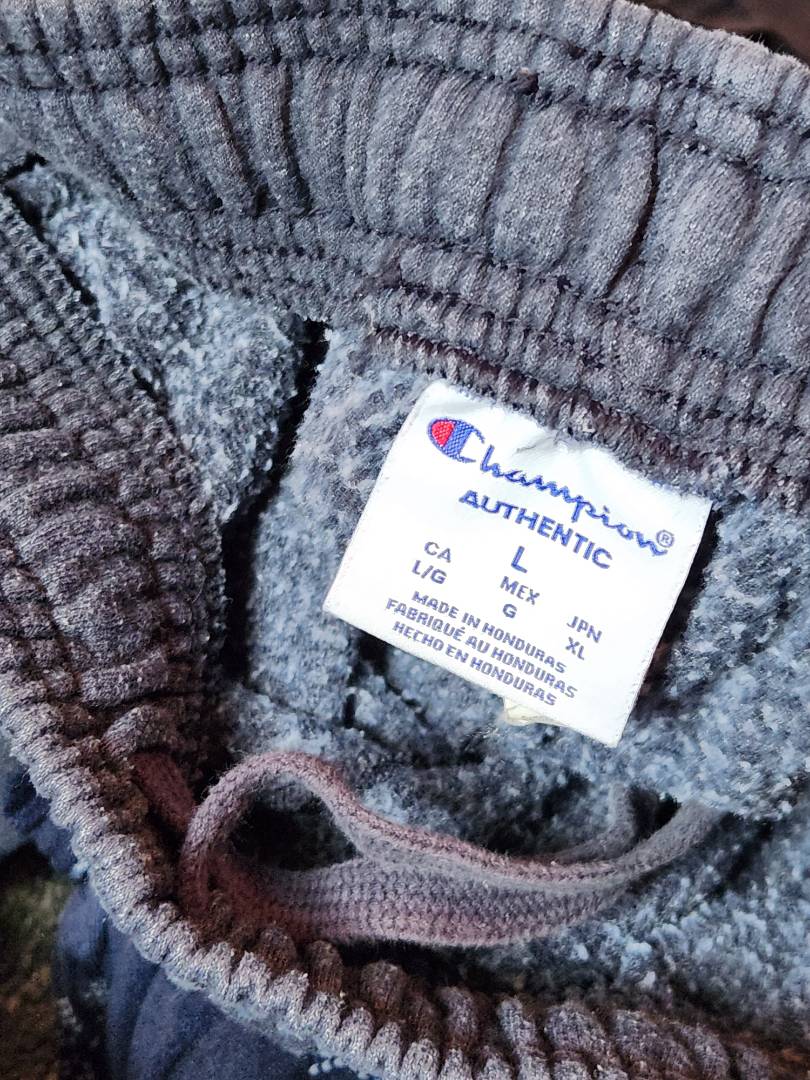 Champion®
AUTHENTIC
L
CA MEX JPN
L/G G XL
MADE IN HONDURAS
FABRIQUÉ AU HONDURAS
HECHO EN HONDURAS